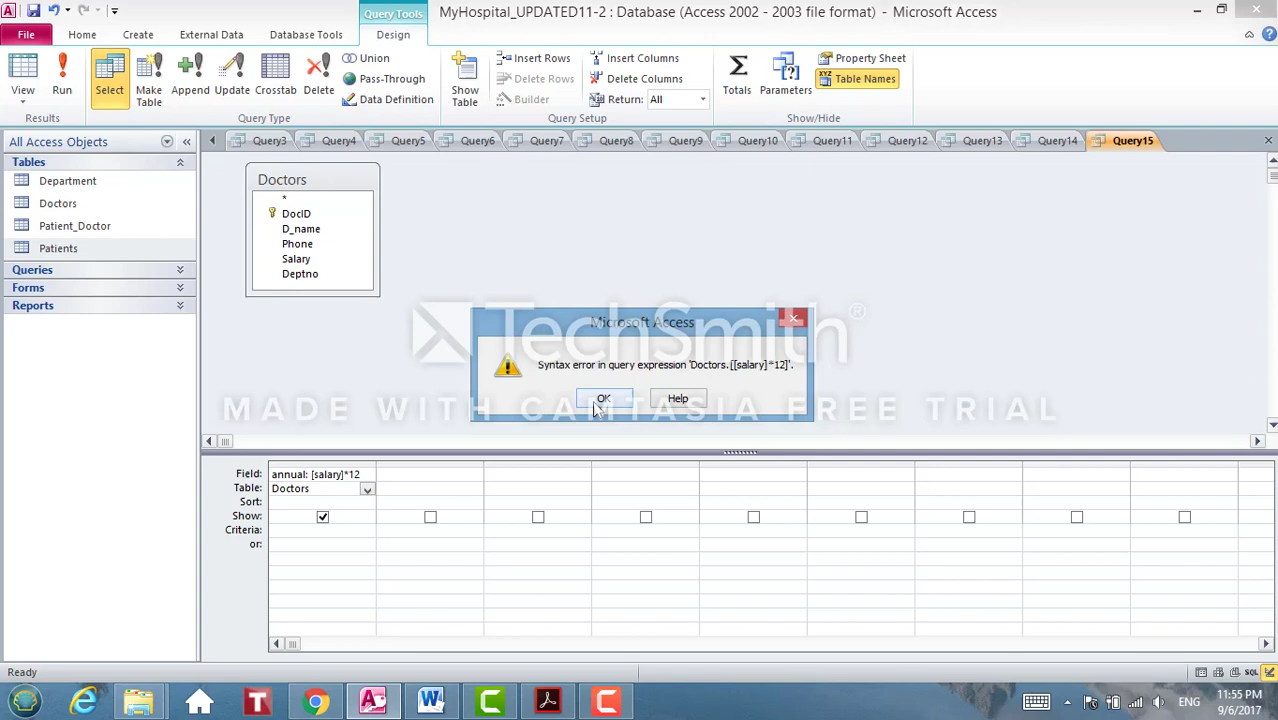 Query Tools
MyHospital_UPDATED11-2 : Database (Access 2002 - 2003 file format) - Microsoft Access
File Home Create External Data Database Tools Design
View Run Select Make Table Append Update Crosstab Delete
Union
Pass-Through
Data Definition
Show Table
Insert Rows
Delete Rows
Builder
Insert Columns
Delete Columns
Return: All
Totals Parameters
Property Sheet
XYZ Table Names
Results Query Type Query Setup Show/Hide
All Access Objects
Query3 Query4 Query5 Query6 Query7 Query8 Query9 Query10 Query11 Query12 Query13 Query14 Query15
Tables
Department
Doctors
Patient_Doctor
Patients
Queries
Forms
Reports
Doctors
*
DocID
D_name
Phone
Salary
Deptno
TechSmith®
Microsoft Access
Syntax error in query expression 'Doctors.[[salary]*12]'.
OK Help
MADE WITH CAMTASIA FREE TRIAL
Field: annual: [salary]*12
Table: Doctors
Sort:
Show:
Criteria:
or:
Ready
SQL
ENG
11:55 PM
9/6/2017